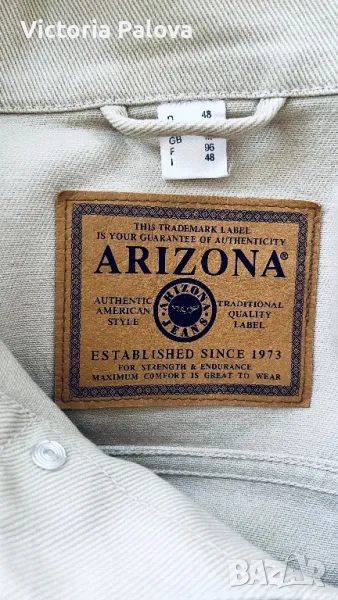 Victoria Palova
D 48
GB M
F 96
I 48
THIS TRADEMARK LABEL
IS YOUR GUARANTEE OF AUTHENTICITY
ARIZONA®
AUTHENTIC
AMERICAN
STYLE
ARIZONA
JEANS
TRADITIONAL
QUALITY
LABEL
ESTABLISHED SINCE 1973
FOR STRENGTH & ENDURANCE
MAXIMUM COMFORT IS GREAT TO WEAR
BAZAR